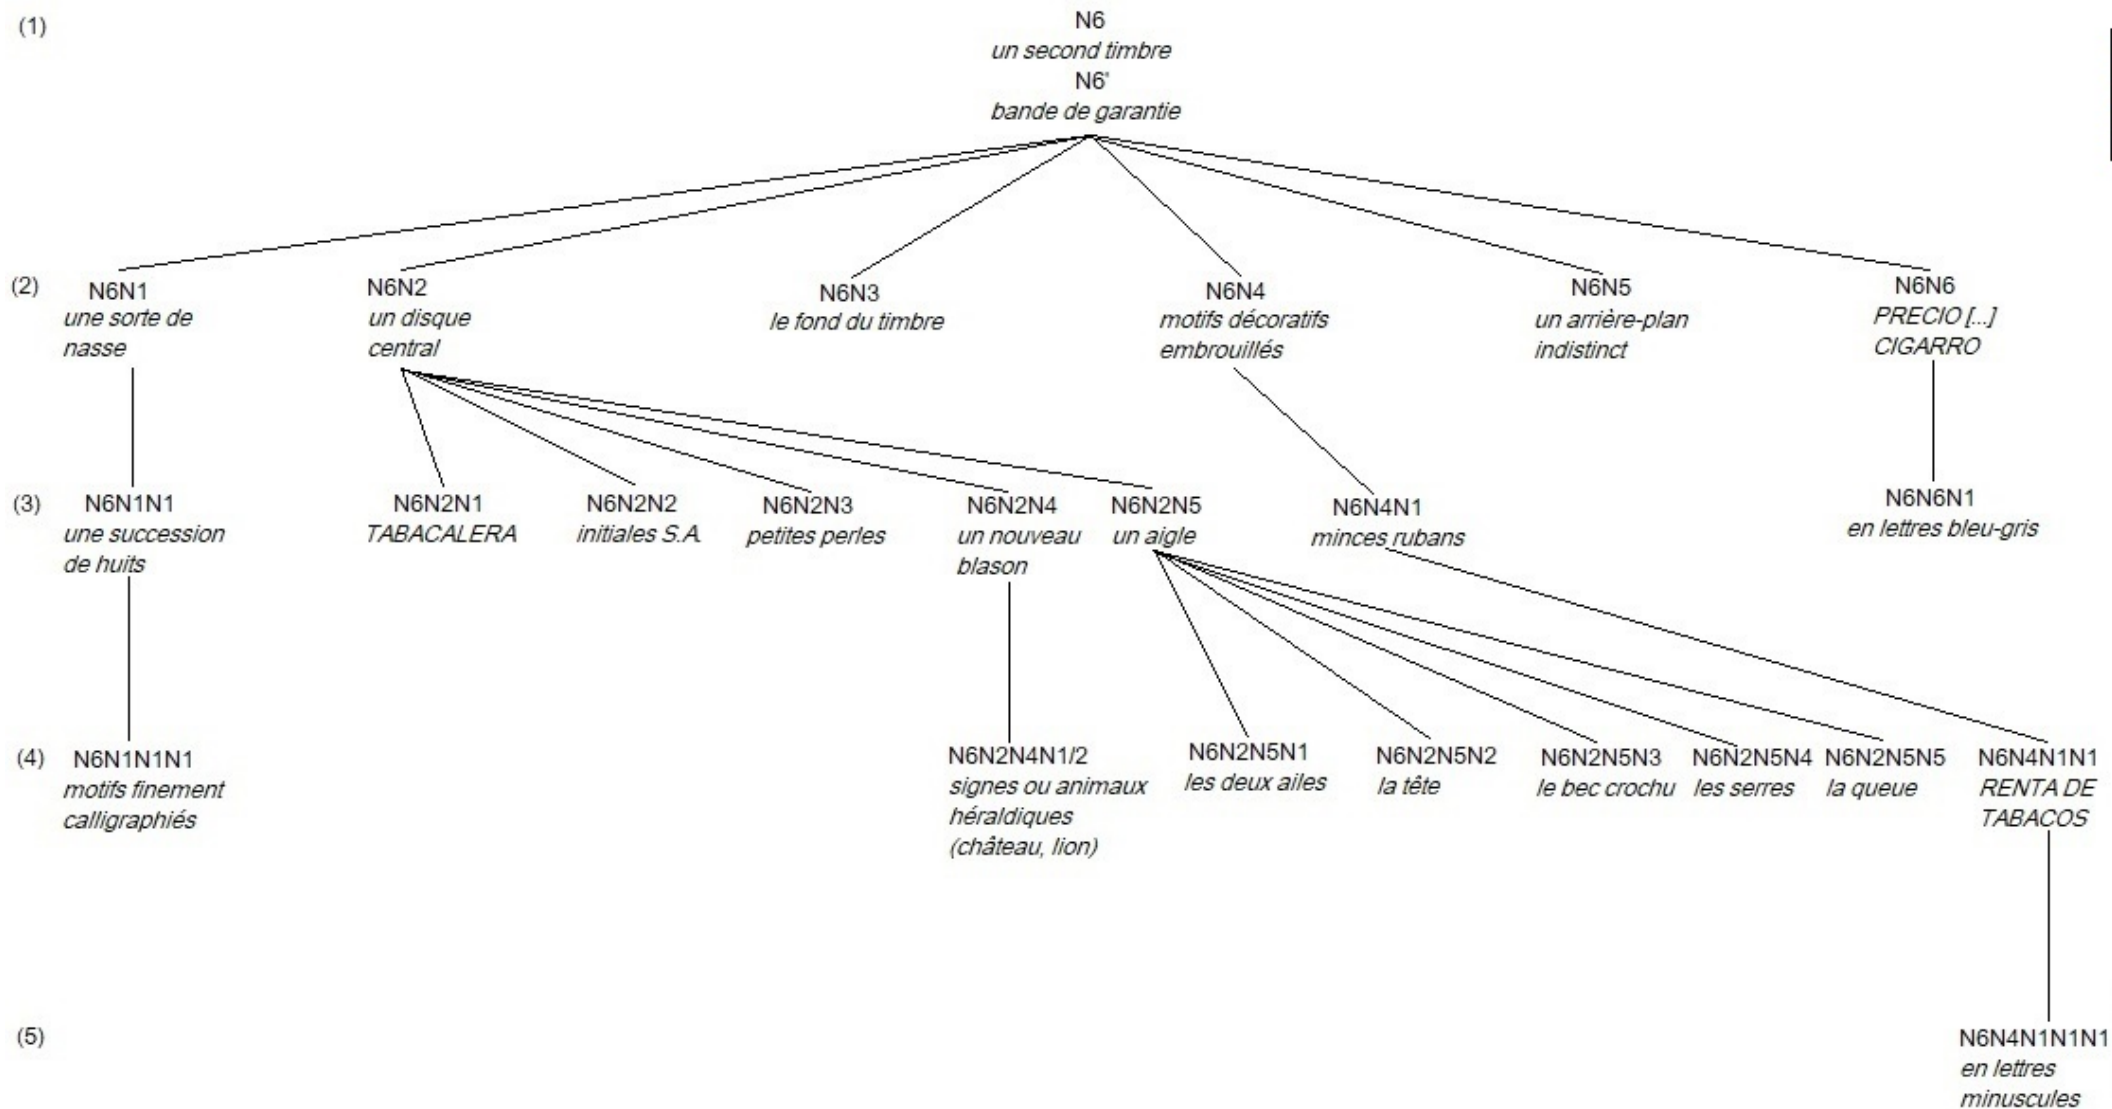 (1)
N6
un second timbre
N6'
bande de garantie
(2)
N6N1
une sorte de
nasse
N6N2
un disque
central
N6N3
le fond du timbre
N6N4
motifs décoratifs
embrouillés
N6N5
un arrière-plan
indistinct
N6N6
PRECIO [...]
CIGARRO
(3)
N6N1N1
une succession
de huits
N6N2N1
TABACALERA
N6N2N2
initiales S.A.
N6N2N3
petites perles
N6N2N4
un nouveau
blason
N6N2N5
un aigle
N6N4N1
minces rubans
N6N6N1
en lettres bleu-gris
(4)
N6N1N1N1
motifs finement
calligraphiés
N6N2N4N1/2
signes ou animaux
héraldiques
(château, lion)
N6N2N5N1
les deux ailes
N6N2N5N2
la tête
N6N2N5N3
le bec crochu
N6N2N5N4
les serres
N6N2N5N5
la queue
N6N4N1N1
RENTA DE
TABACOS
(5)
N6N4N1N1N1
en lettres
minuscules